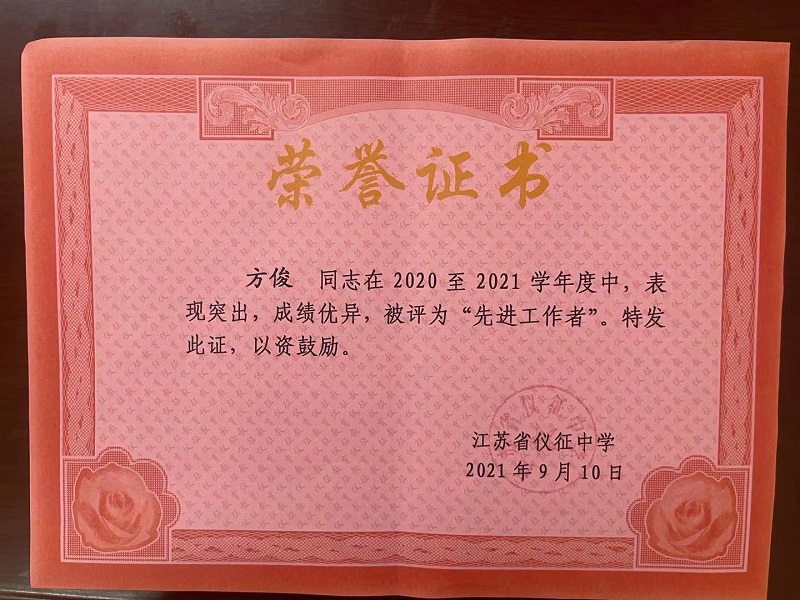 荣誉证书
方俊 同志在 2020 至 2021 学年度中，表
现突出，成绩优异，被评为“先进工作者”。特发
此证，以资鼓励。
江苏省仪征中学
2021 年 9 月 10 日